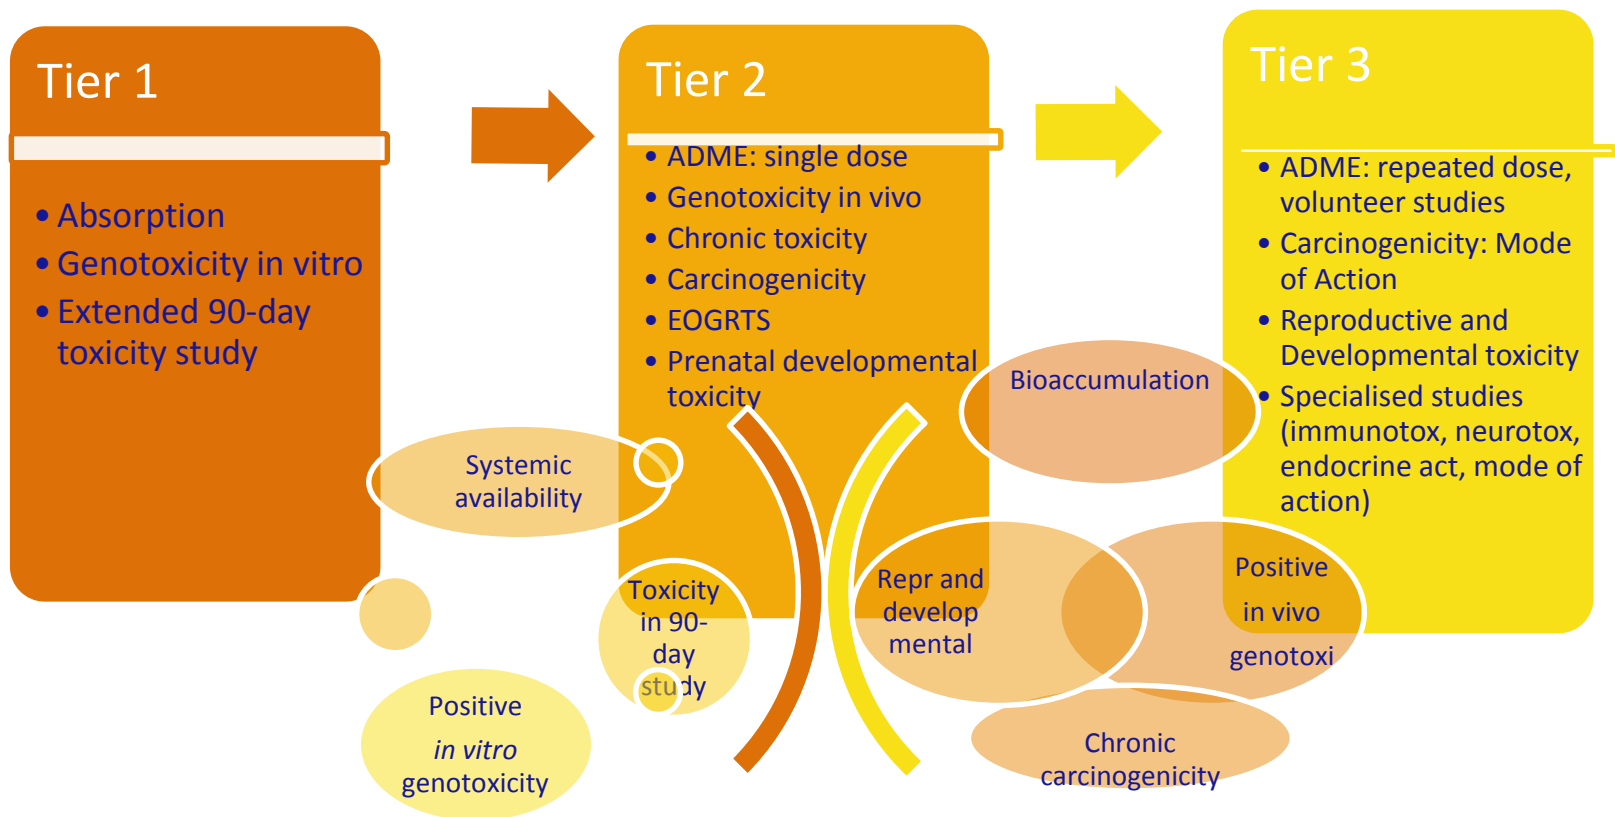 Tier 1
• Absorption
• Genotoxicity in vitro
• Extended 90-day
toxicity study
Tier 2
• ADME: single dose
• Genotoxicity in vivo
• Chronic toxicity
• Carcinogenicity
• EOGRTS
• Prenatal developmental
toxicity
Tier 3
• ADME: repeated dose,
volunteer studies
• Carcinogenicity: Mode
of Action
• Reproductive and
Developmental toxicity
• Specialised studies
(immunotox, neurotox,
endocrine act, mode of
action)
Systemic
availability
Toxicity
in 90-
day
study
Positive
in vitro
genotoxicity
Bioaccumulation
Repr and
develop
mental
Positive
in vivo
genotoxi
Chronic
carcinogenicity